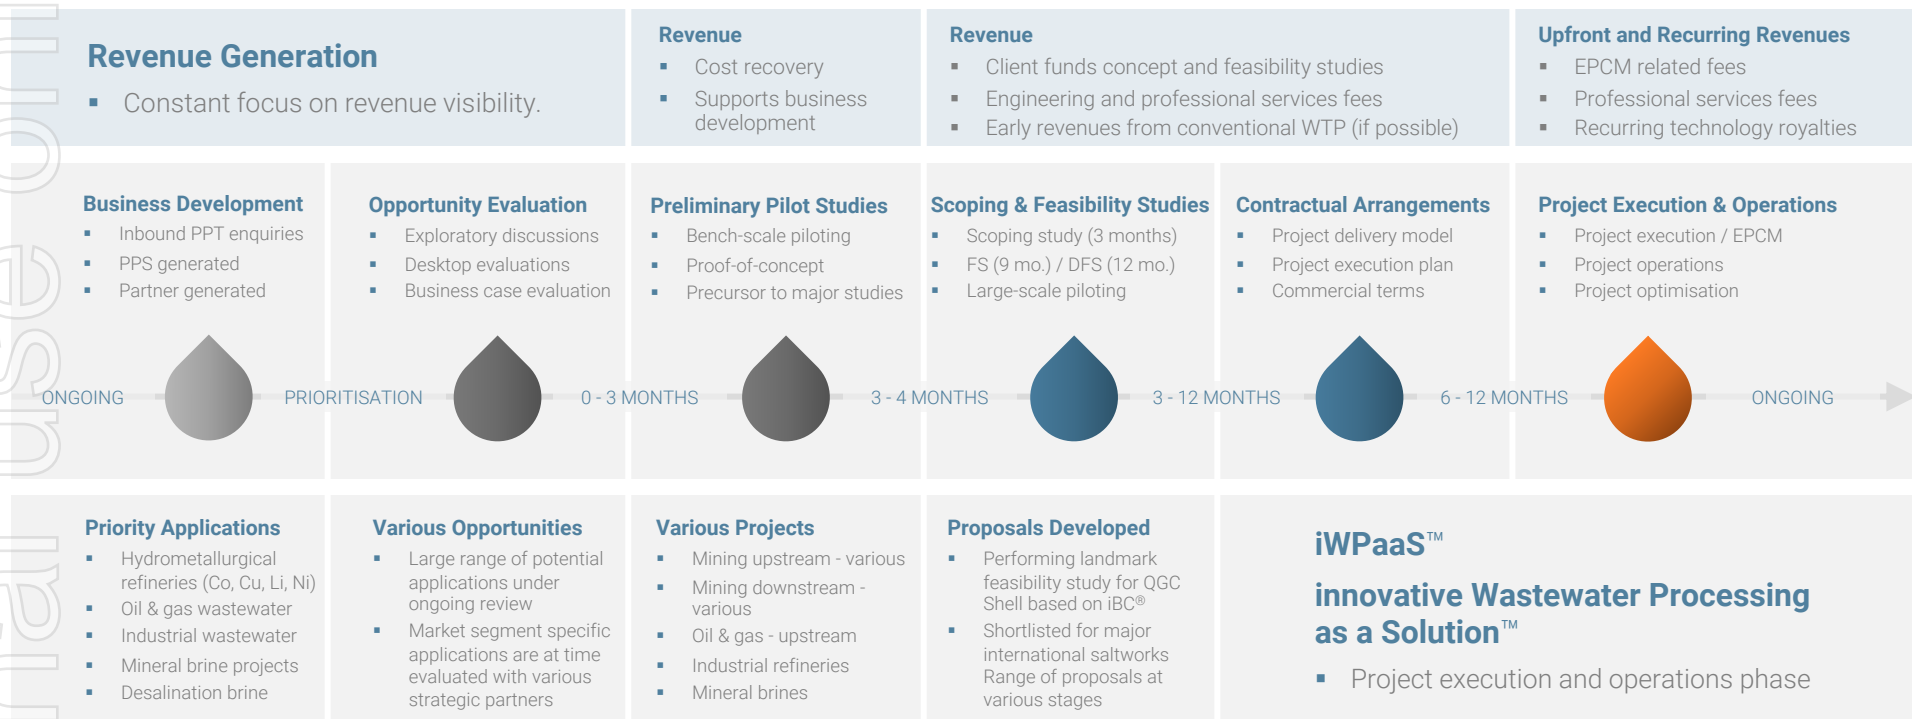 Revenue Generation
▪ Constant focus on revenue visibility.
Revenue
▪ Cost recovery
▪ Supports business
development
Revenue
▪ Client funds concept and feasibility studies
▪ Engineering and professional services fees
▪ Early revenues from conventional WTP (if possible)
Upfront and Recurring Revenues
▪ EPCM related fees
▪ Professional services fees
▪ Recurring technology royalties
Business Development
▪ Inbound PPT enquiries
▪ PPS generated
▪ Partner generated
Opportunity Evaluation
▪ Exploratory discussions
▪ Desktop evaluations
▪ Business case evaluation
Preliminary Pilot Studies
▪ Bench-scale piloting
▪ Proof-of-concept
▪ Precursor to major studies
Scoping & Feasibility Studies
▪ Scoping study (3 months)
▪ FS (9 mo.) / DFS (12 mo.)
▪ Large-scale piloting
Contractual Arrangements
▪ Project delivery model
▪ Project execution plan
▪ Commercial terms
Project Execution & Operations
▪ Project execution / EPCM
▪ Project operations
▪ Project optimisation
ONGOING
PRIORITISATION
0 - 3 MONTHS
3 - 4 MONTHS
3 - 12 MONTHS
6 - 12 MONTHS
ONGOING
Priority Applications
▪ Hydrometallurgical
refineries (Co, Cu, Li, Ni)
▪ Oil & gas wastewater
▪ Industrial wastewater
▪ Mineral brine projects
▪ Desalination brine
Various Opportunities
▪ Large range of potential
applications under
ongoing review
▪ Market segment specific
applications are at time
evaluated with various
strategic partners
Various Projects
▪ Mining upstream - various
▪ Mining downstream -
various
▪ Oil & gas - upstream
▪ Industrial refineries
▪ Mineral brines
Proposals Developed
▪ Performing landmark
feasibility study for QGC
Shell based on iBC®
▪ Shortlisted for major
international saltworks
Range of proposals at
various stages
iWPaaS™
innovative Wastewater Processing
as a Solution™
▪ Project execution and operations phase
use